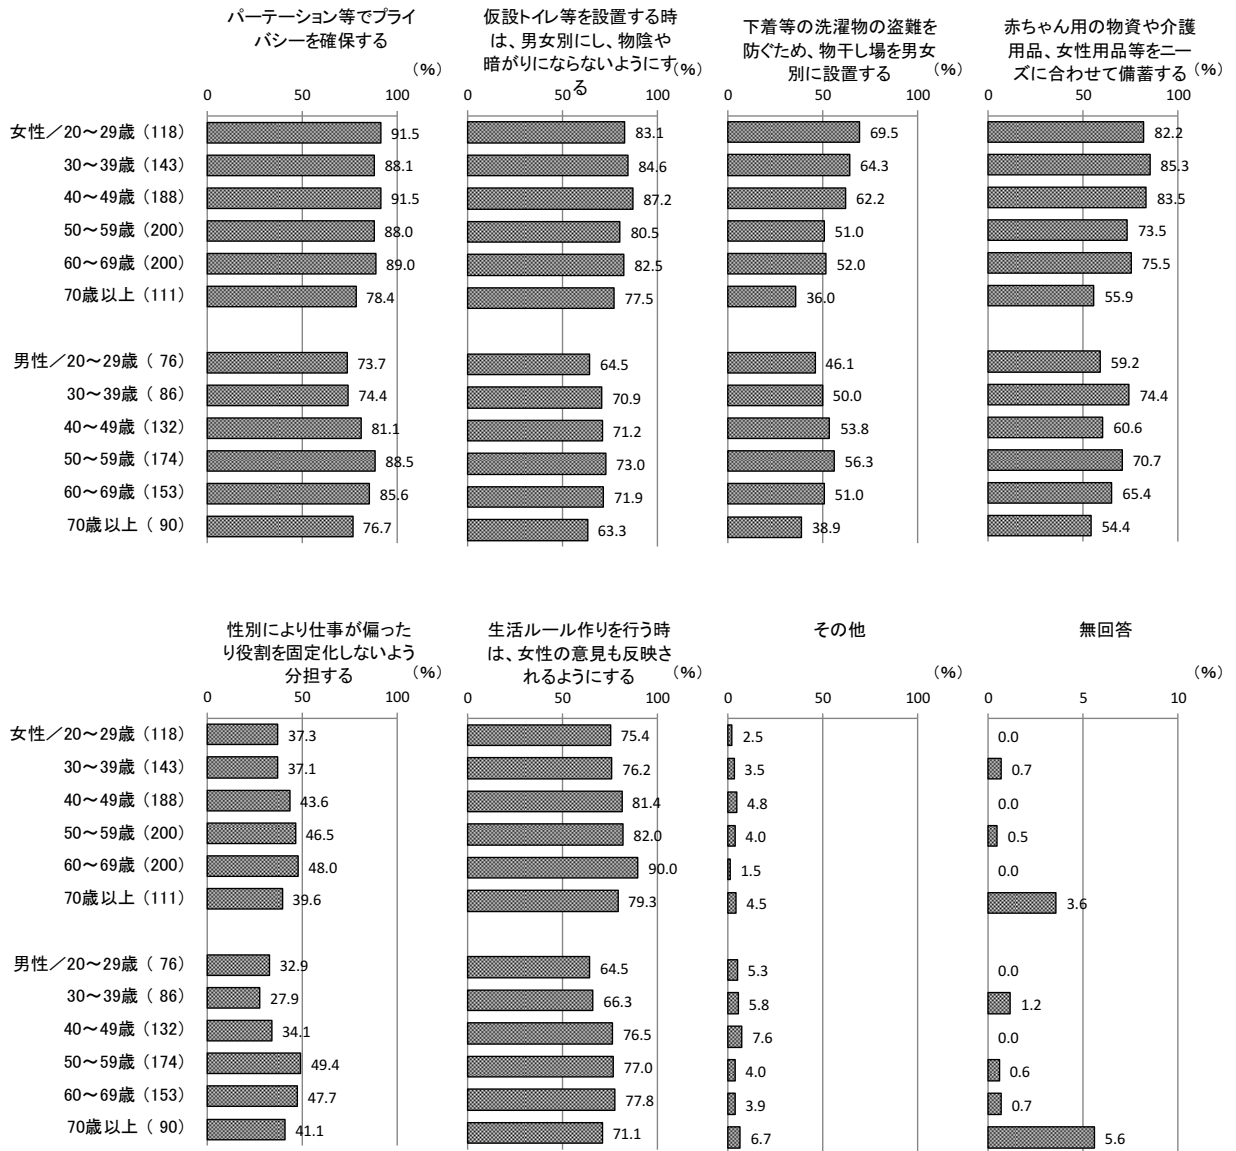 パーテーション等でプライ
バシーを確保する
(%)
0 50 100
仮設トイレ等を設置する時
は、男女別にし、物陰や
暗がりにならないようにす
る
(%)
0 50 100
下着等の洗濯物の盗難を
防ぐため、物干し場を男女
別に設置する
(%)
0 50 100
赤ちゃん用の物資や介護
用品、女性用品等をニー
ズに合わせて備蓄する
(%)
0 50 100
女性／20～29歳（118） 91.5 83.1 69.5 82.2
30～39歳（143） 88.1 84.6 64.3 85.3
40～49歳（188） 91.5 87.2 62.2 83.5
50～59歳（200） 88.0 80.5 51.0 73.5
60～69歳（200） 89.0 82.5 52.0 75.5
70歳以上（111） 78.4 77.5 36.0 55.9
男性／20～29歳（ 76） 73.7 64.5 46.1 59.2
30～39歳（ 86） 74.4 70.9 50.0 74.4
40～49歳（132） 81.1 71.2 53.8 60.6
50～59歳（174） 88.5 73.0 56.3 70.7
60～69歳（153） 85.6 71.9 51.0 65.4
70歳以上（ 90） 76.7 63.3 38.9 54.4
性別により仕事が偏った
り役割を固定化しないよう
分担する
(%)
0 50 100
生活ルール作りを行う時
は、女性の意見も反映さ
れるようにする
(%)
0 50 100
その他
(%)
0 50 100
無回答
(%)
0 5 10
女性／20～29歳（118） 37.3 75.4 2.5 0.0
30～39歳（143） 37.1 76.2 3.5 0.7
40～49歳（188） 43.6 81.4 4.8 0.0
50～59歳（200） 46.5 82.0 4.0 0.5
60～69歳（200） 48.0 90.0 1.5 0.0
70歳以上（111） 39.6 79.3 4.5 3.6
男性／20～29歳（ 76） 32.9 64.5 5.3 0.0
30～39歳（ 86） 27.9 66.3 5.8 1.2
40～49歳（132） 34.1 76.5 7.6 0.0
50～59歳（174） 49.4 77.0 4.0 0.6
60～69歳（153） 47.7 77.8 3.9 0.7
70歳以上（ 90） 41.1 71.1 6.7 5.6